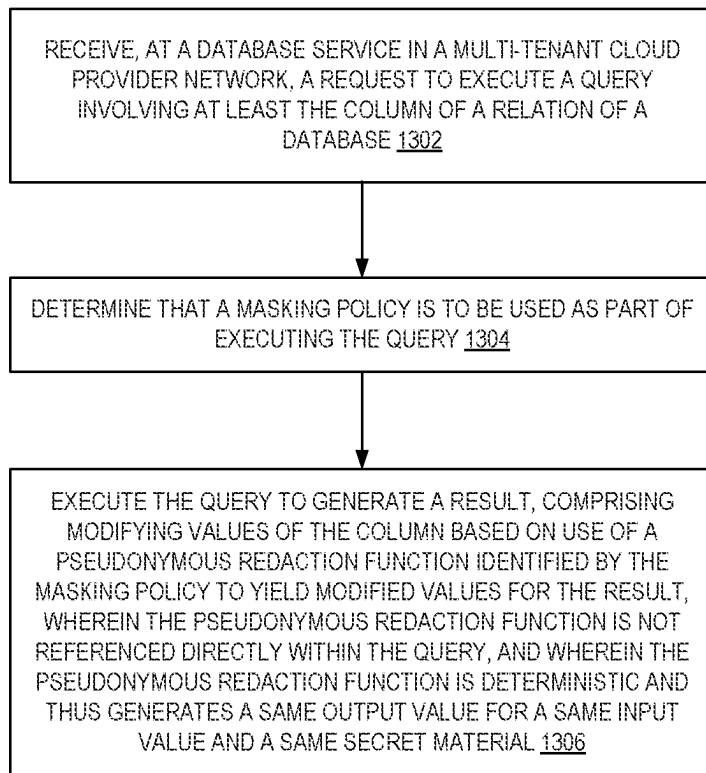 RECEIVE, AT A DATABASE SERVICE IN A MULTI-TENANT CLOUD
PROVIDER NETWORK, A REQUEST TO EXECUTE A QUERY
INVOLVING AT LEAST THE COLUMN OF A RELATION OF A
DATABASE 1302
DETERMINE THAT A MASKING POLICY IS TO BE USED AS PART OF
EXECUTING THE QUERY 1304
EXECUTE THE QUERY TO GENERATE A RESULT, COMPRISING
MODIFYING VALUES OF THE COLUMN BASED ON USE OF A
PSEUDONYMOUS REDACTION FUNCTION IDENTIFIED BY THE
MASKING POLICY TO YIELD MODIFIED VALUES FOR THE RESULT,
WHEREIN THE PSEUDONYMOUS REDACTION FUNCTION IS NOT
REFERENCED DIRECTLY WITHIN THE QUERY, AND WHEREIN THE
PSEUDONYMOUS REDACTION FUNCTION IS DETERMINISTIC AND
THUS GENERATES A SAME OUTPUT VALUE FOR A SAME INPUT
VALUE AND A SAME SECRET MATERIAL 1306